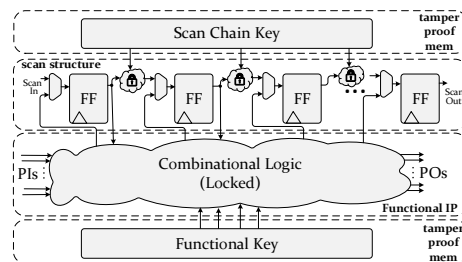 Scan Chain Key
tamper
proof
mem
scan structure
Scan
In
FF
FF
FF
FF
Scan
Out
PIs
Combinational Logic
(Locked)
POs
Functional IP
Functional Key
tamper
proof
mem